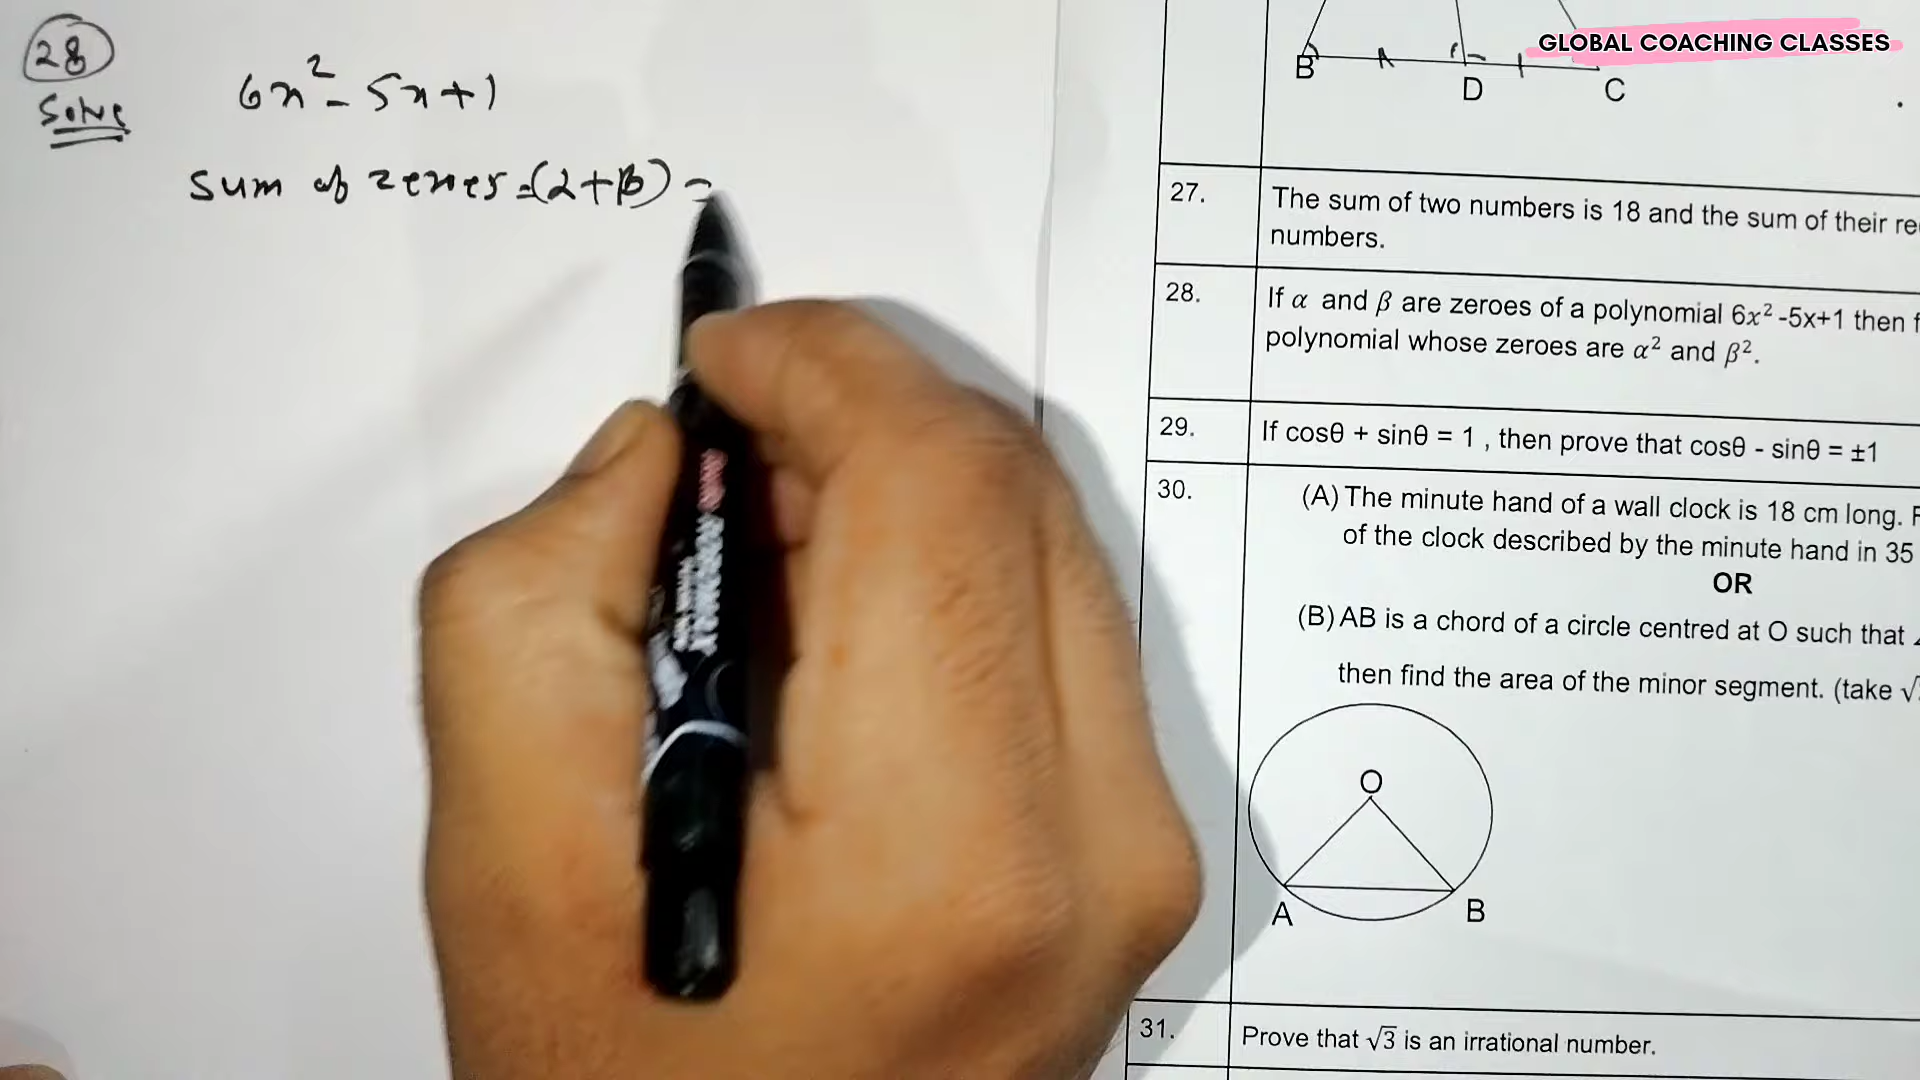 28
Solve
6x² - 5x + 1
Sum of zeroes = (α + β) =
GLOBAL COACHING CLASSES
B
D
C
27.
The sum of two numbers is 18 and the sum of their re
numbers.
28.
If α and β are zeroes of a polynomial 6x² -5x+1 then f
polynomial whose zeroes are α² and β².
29.
If cosθ + sinθ = 1 , then prove that cosθ - sinθ = ±1
30.
(A) The minute hand of a wall clock is 18 cm long. F
of the clock described by the minute hand in 35
OR
(B) AB is a chord of a circle centred at O such that
then find the area of the minor segment. (take √
O
A
B
31.
Prove that √3 is an irrational number.